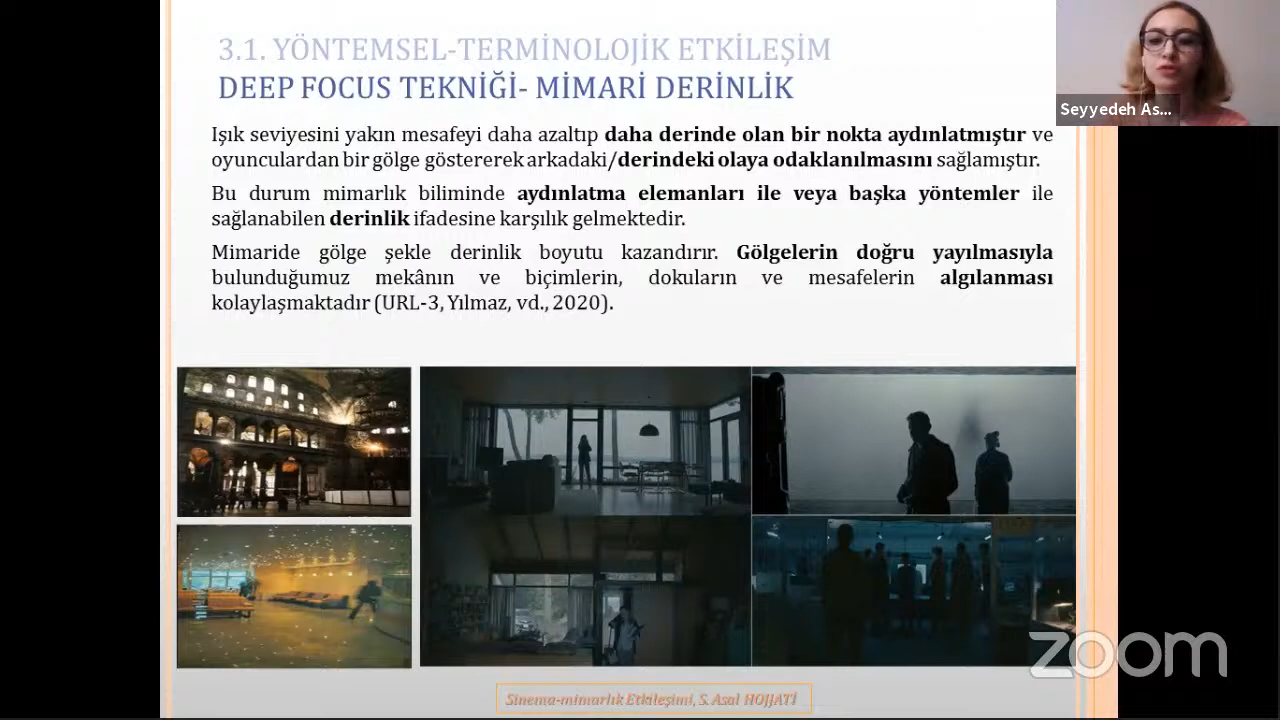 3.1. YÖNTEMSEL-TERMİNOLOJİK ETKİLEŞİM
DEEP FOCUS TEKNİĞİ- MİMARİ DERİNLİK
Seyyedeh As...
Işık seviyesini yakın mesafeyi daha azaltıp daha derinde olan bir nokta aydınlatmıştır ve
oyunculardan bir gölge göstererek arkadaki/derindeki olaya odaklanılmasını sağlamıştır.
Bu durum mimarlık biliminde aydınlatma elemanları ile veya başka yöntemler ile
sağlanabilen derinlik ifadesine karşılık gelmektedir.
Mimaride gölge şekle derinlik boyutu kazandırır. Gölgelerin doğru yayılmasıyla
bulunduğumuz mekânın ve biçimlerin, dokuların ve mesafelerin algılanması
kolaylaşmaktadır (URL-3, Yılmaz, vd., 2020).
zoom
Sinema-mimarlık Etkileşimi, S. Asal HOJJATİ